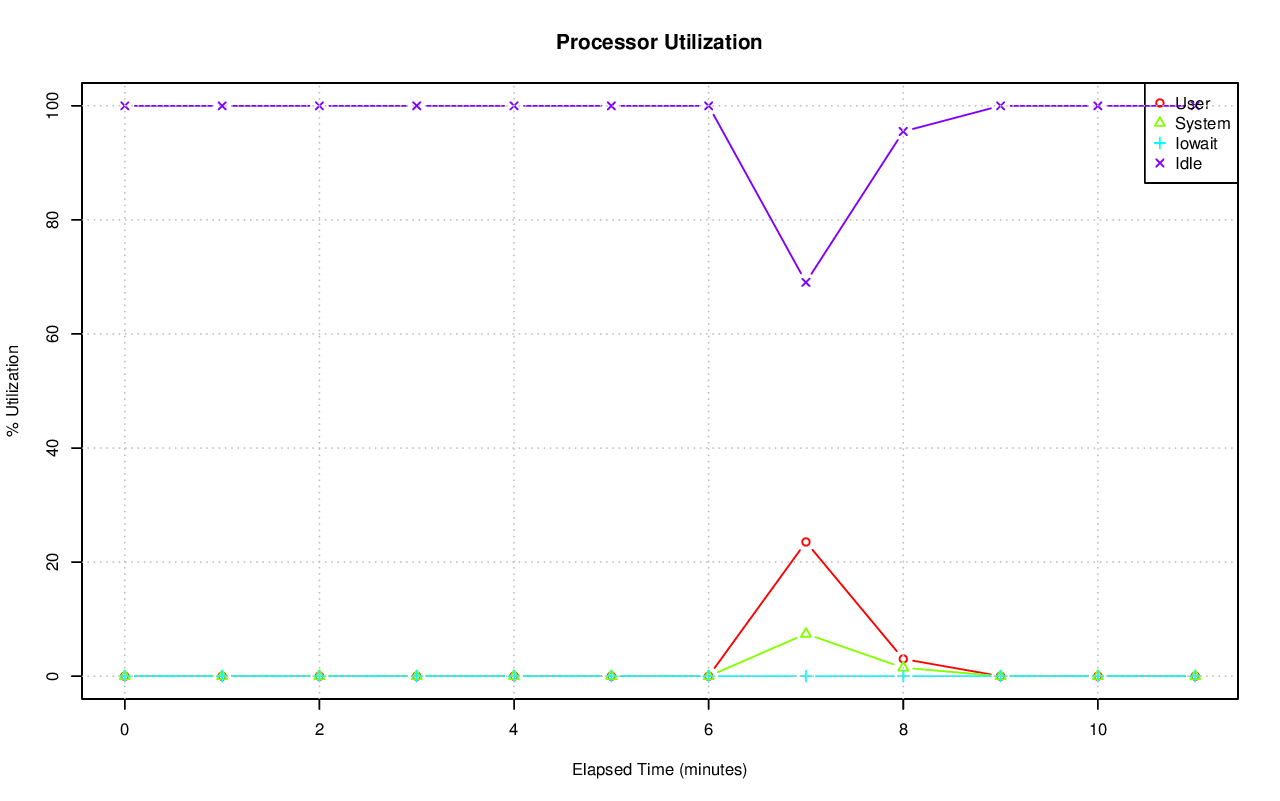 Processor Utilization
100
80
60
40
20
0
% Utilization
User
System
Iowait
Idle
0 2 4 6 8 10
Elapsed Time (minutes)